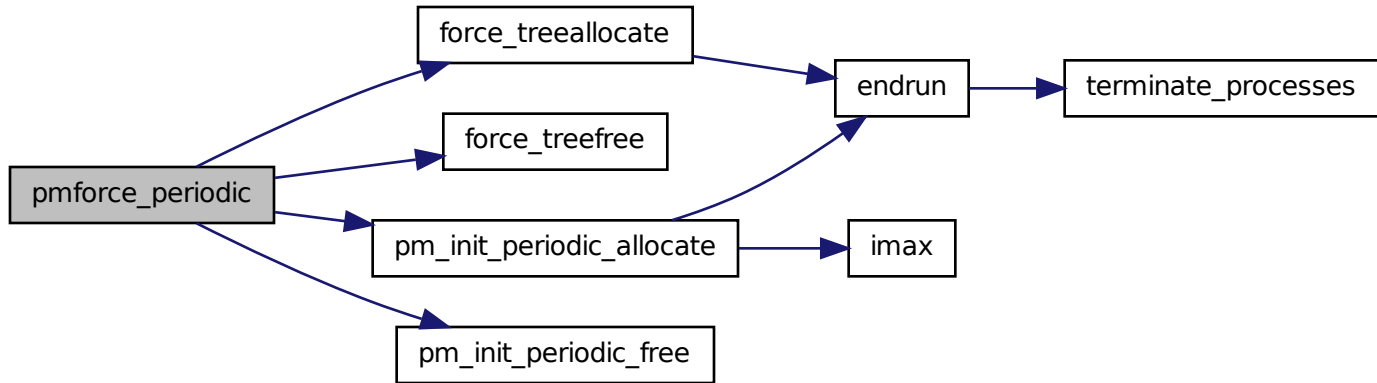 force_treeallocate
endrun
terminate_processes
force_treefree
pmforce_periodic
pm_init_periodic_allocate
imax
pm_init_periodic_free